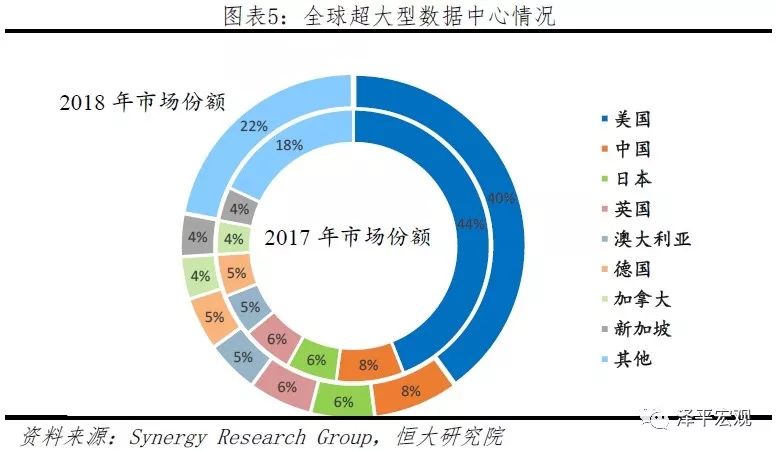 图表5：全球超大型数据中心情况
2018 年市场份额
22%
18%
40%
44%
4%
4%
2017 年市场份额
4%
4%
5%
5%
5%
5%
6%
6%
6%
6%
8%
8%
美国
中国
日本
英国
澳大利亚
德国
加拿大
新加坡
其他
泽平宏观
资料来源：Synergy Research Group，恒大研究院